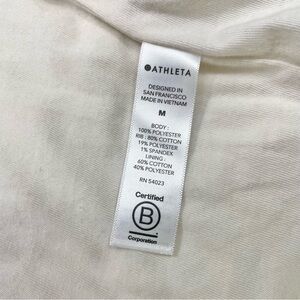 ATHLETA
DESIGNED IN
SAN FRANCISCO
MADE IN VIETNAM
M
BODY :
100% POLYESTER
RIB : 80% COTTON
19% POLYESTER
1% SPANDEX
LINING :
60% COTTON
40% POLYESTER
RN 54023
Certified
B
Corporation